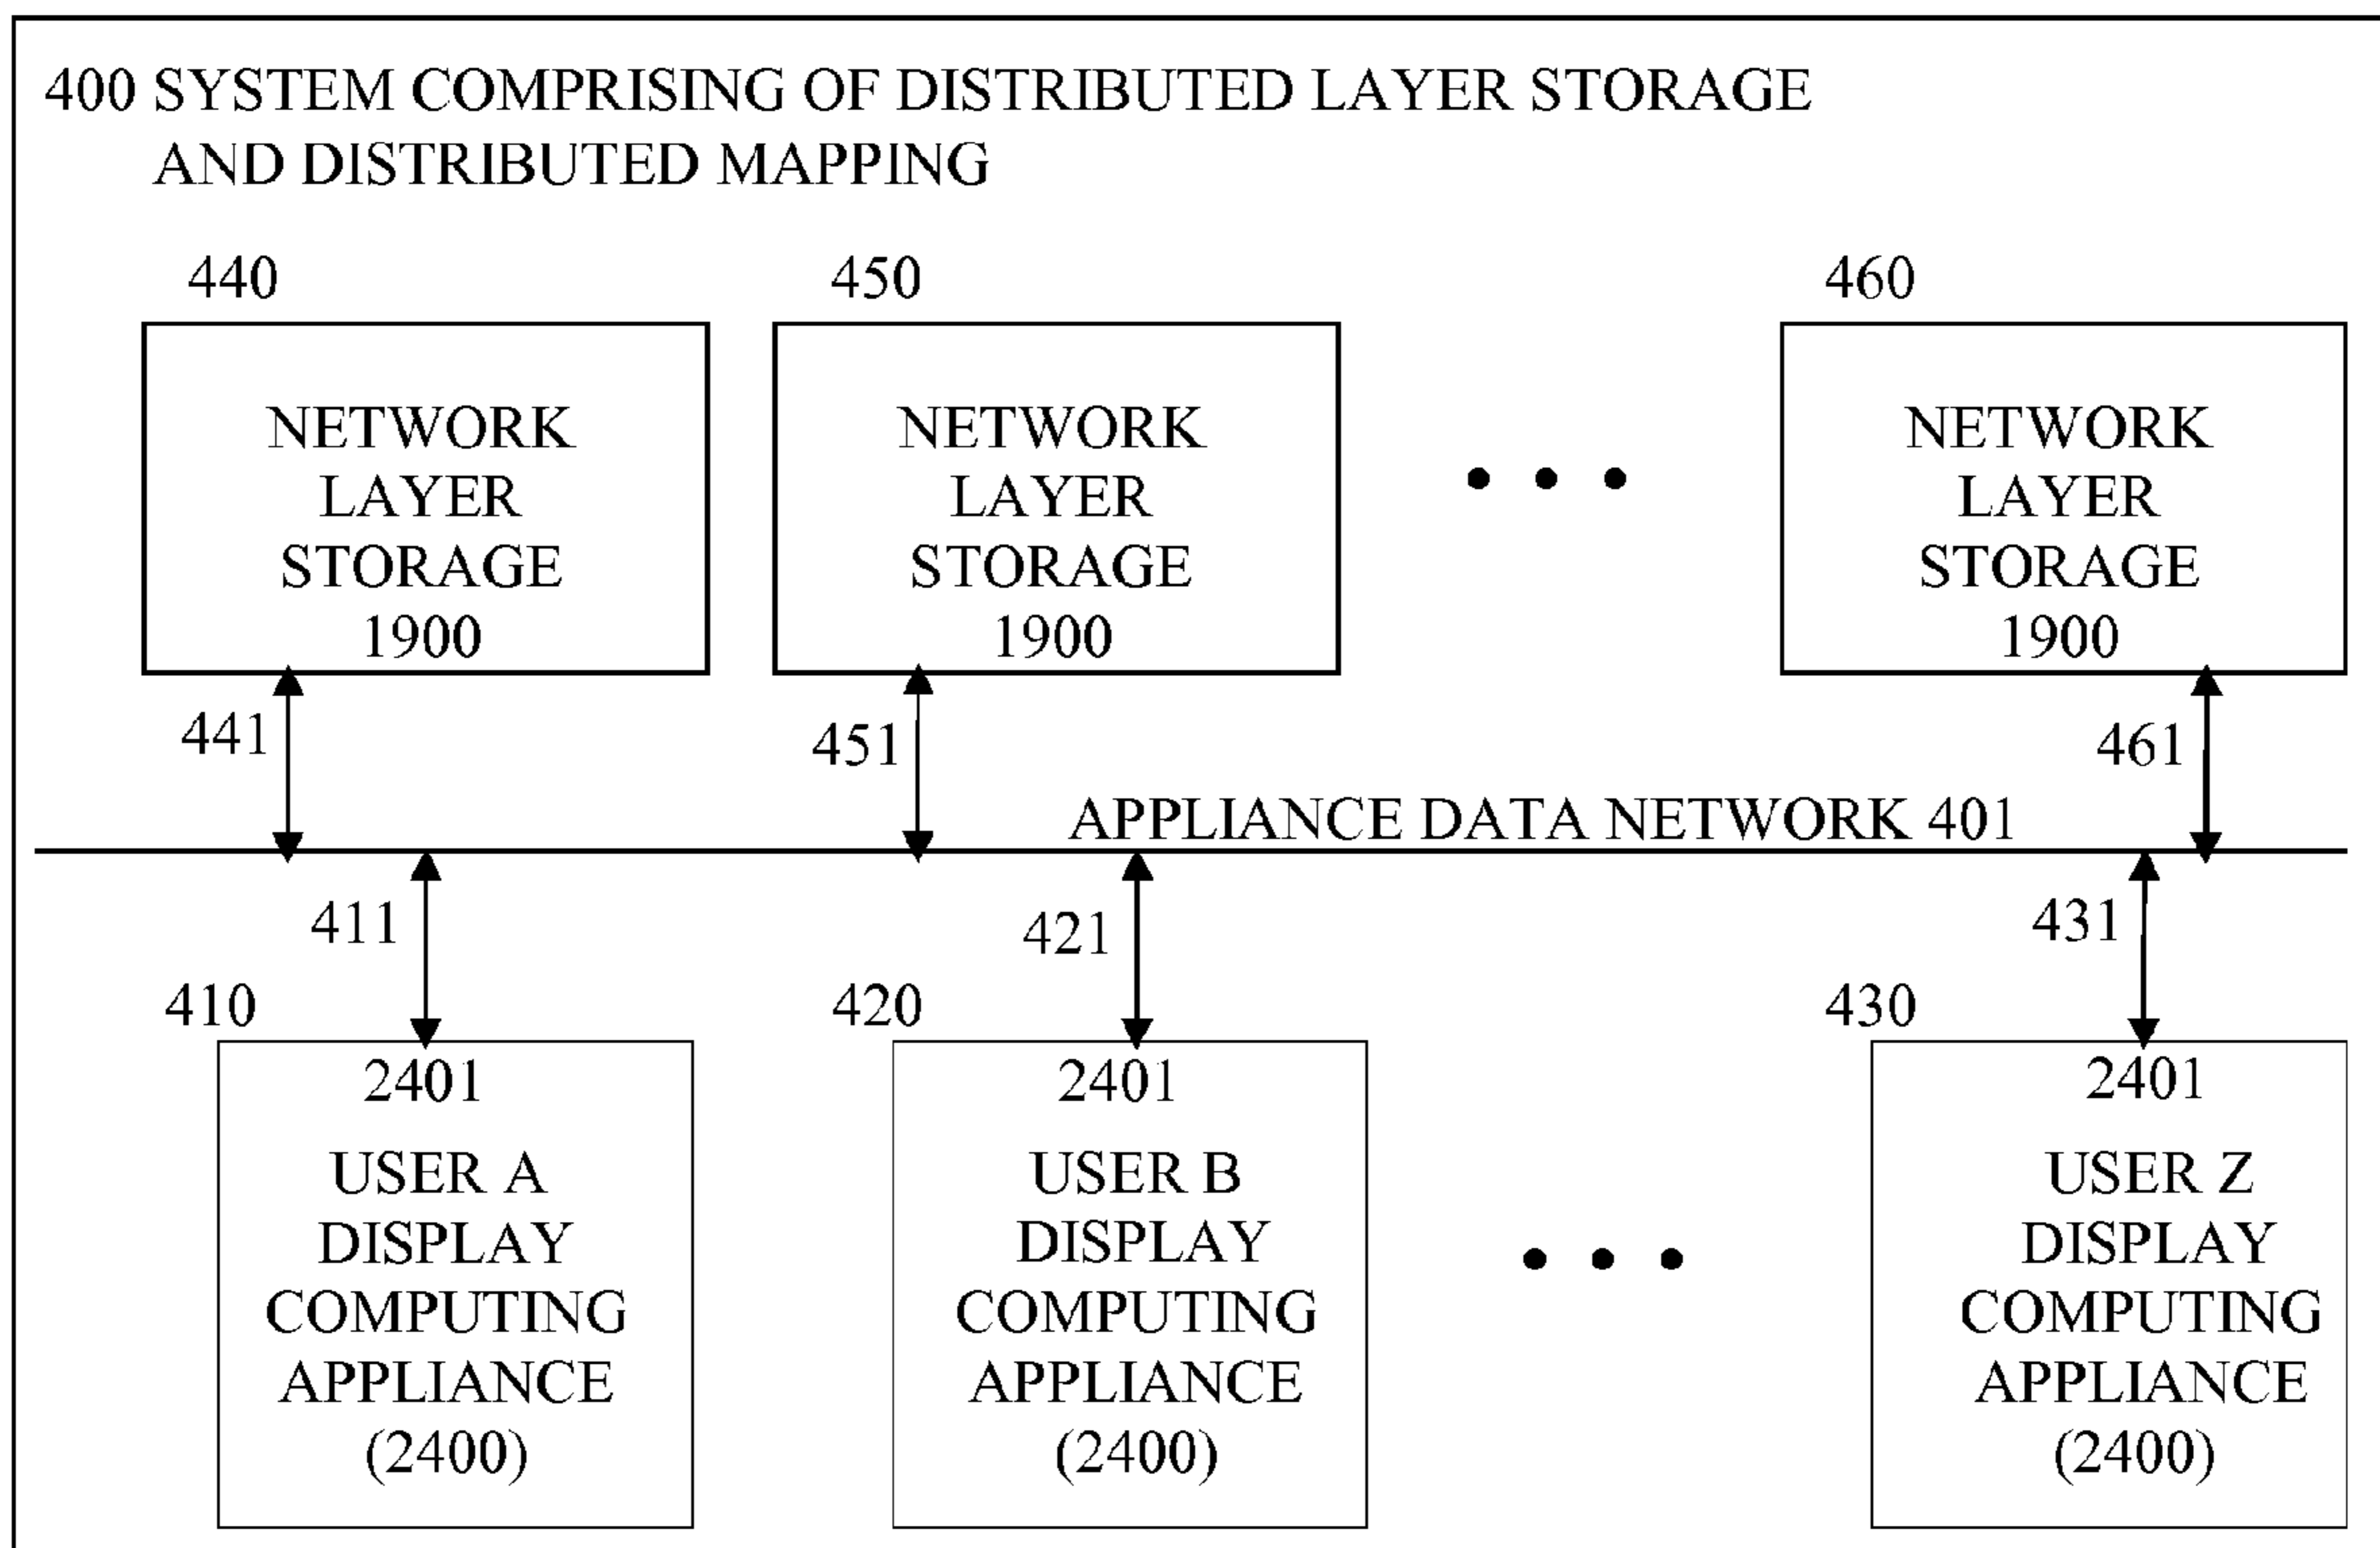 400 SYSTEM COMPRISING OF DISTRIBUTED LAYER STORAGE
AND DISTRIBUTED MAPPING
440
450
460
NETWORK
LAYER
STORAGE
1900
NETWORK
LAYER
STORAGE
1900
NETWORK
LAYER
STORAGE
1900
441
451
461
APPLIANCE DATA NETWORK 401
411
421
431
410
420
430
2401
USER A
DISPLAY
COMPUTING
APPLIANCE
(2400)
2401
USER B
DISPLAY
COMPUTING
APPLIANCE
(2400)
2401
USER Z
DISPLAY
COMPUTING
APPLIANCE
(2400)